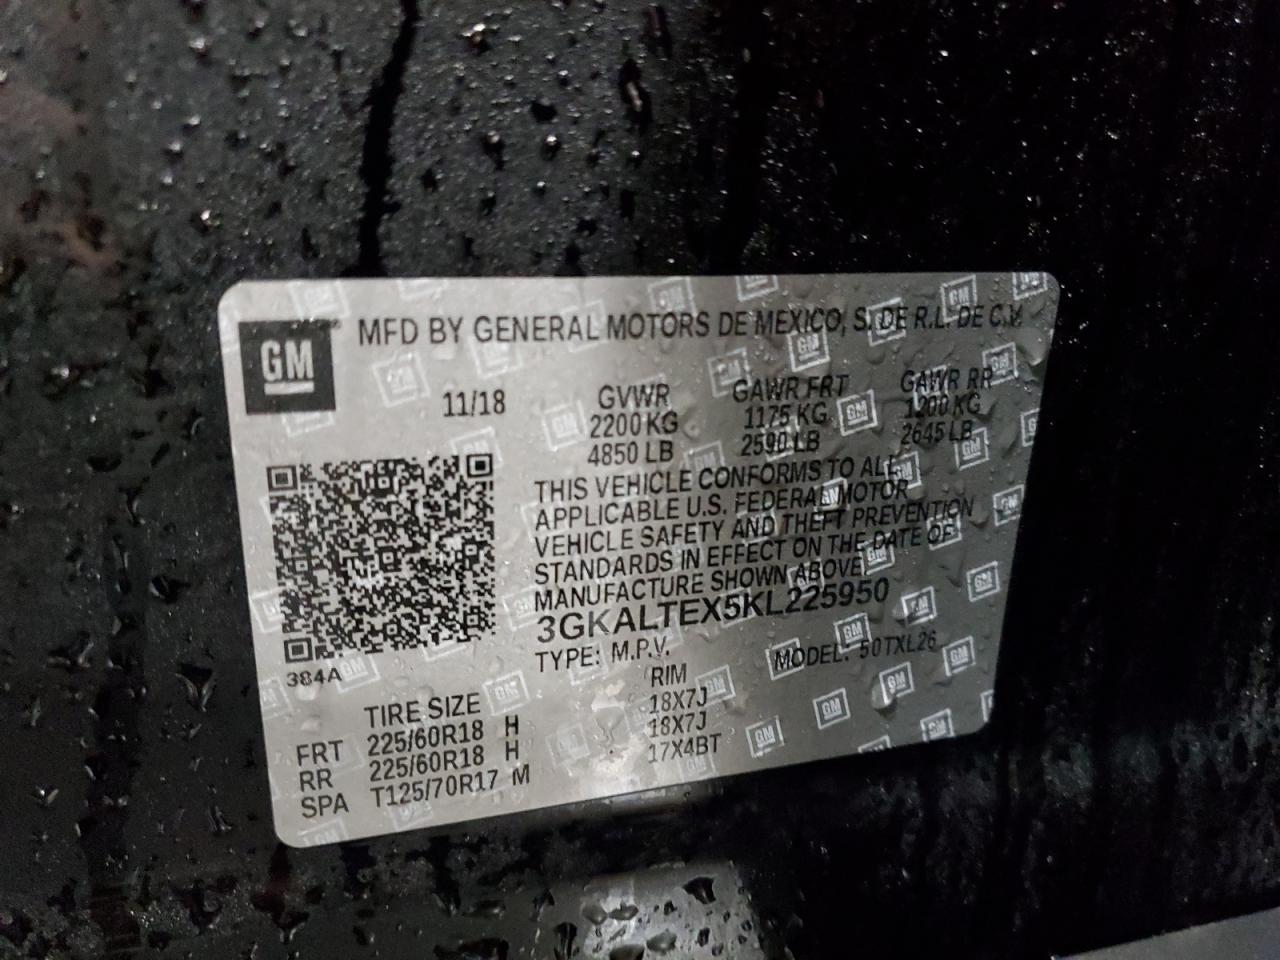 GM
MFD BY GENERAL MOTORS DE MEXICO, S. DE R.L. DE C.V.
11/18 GVWR GAWR FRT GAWR RR
2200 KG 1175 KG 1200 KG
4850 LB 2590 LB 2645 LB
THIS VEHICLE CONFORMS TO ALL
APPLICABLE U.S. FEDERAL MOTOR
VEHICLE SAFETY AND THEFT PREVENTION
STANDARDS IN EFFECT ON THE DATE OF
MANUFACTURE SHOWN ABOVE
3GKALTEX5KL225950
TYPE: M.P.V. MODEL: 50TXL26
384A
TIRE SIZE RIM
FRT 225/60R18 H 18X7J
RR 225/60R18 H 18X7J
SPA T125/70R17 M 17X4BT